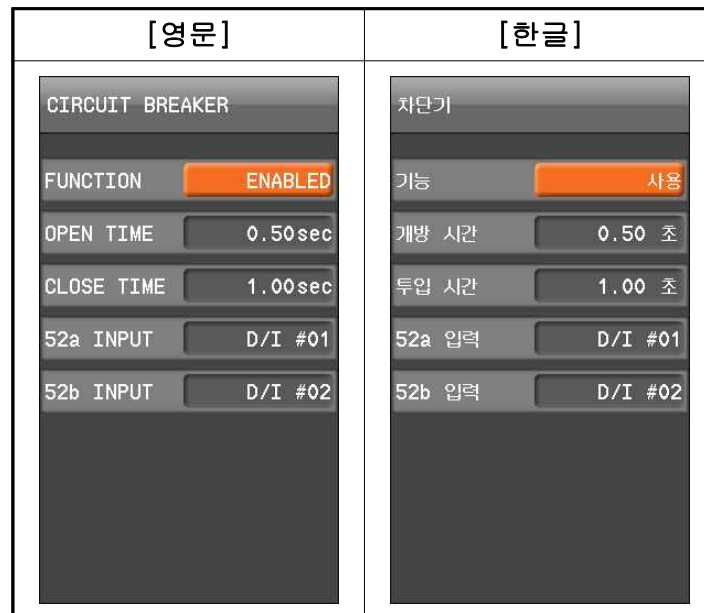 [영문]
[한글]
CIRCUIT BREAKER
FUNCTION ENABLED
OPEN TIME 0.50sec
CLOSE TIME 1.00sec
52a INPUT D/I #01
52b INPUT D/I #02
차단기
기능 사용
개방 시간 0.50 초
투입 시간 1.00 초
52a 입력 D/I #01
52b 입력 D/I #02